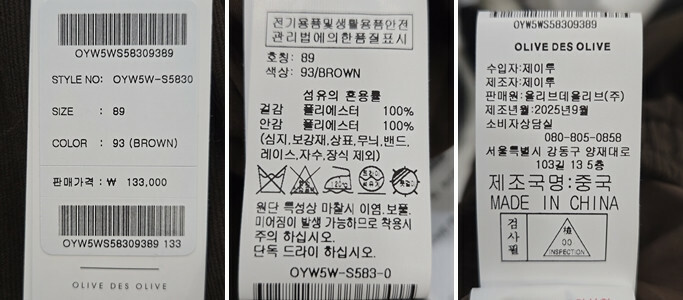 OYW5WS58309389
STYLE NO: OYW5W-S5830
SIZE : 89
COLOR : 93 (BROWN)
판매가격 : ₩ 133,000
OYW5WS58309389 133
OLIVE DES OLIVE
전기용품및생활용품안전
관리법에의한품질표시
호칭: 89
색상: 93/BROWN
섬유의 혼용률
겉감 폴리에스터 100%
안감 폴리에스터 100%
(심지,보강재,상표,무늬,밴드,
레이스,자수,장식 제외)
원단 특성상 마찰시 이염,보풀,
미어짐이 발생 가능하므로 착용시
주의 하십시오.
단독 드라이 하십시오.
OYW5W-S583-0
OYW5WS58309389
OLIVE DES OLIVE
수입자:제이투
제조자:제이투
판매원:올리브데올리브(주)
제조년월:2025년9월
소비자상담실
080-805-0858
서울특별시 강동구 양재대로
103길 13 5층
제조국명:중국
MADE IN CHINA
검사필
00
INSPECTION